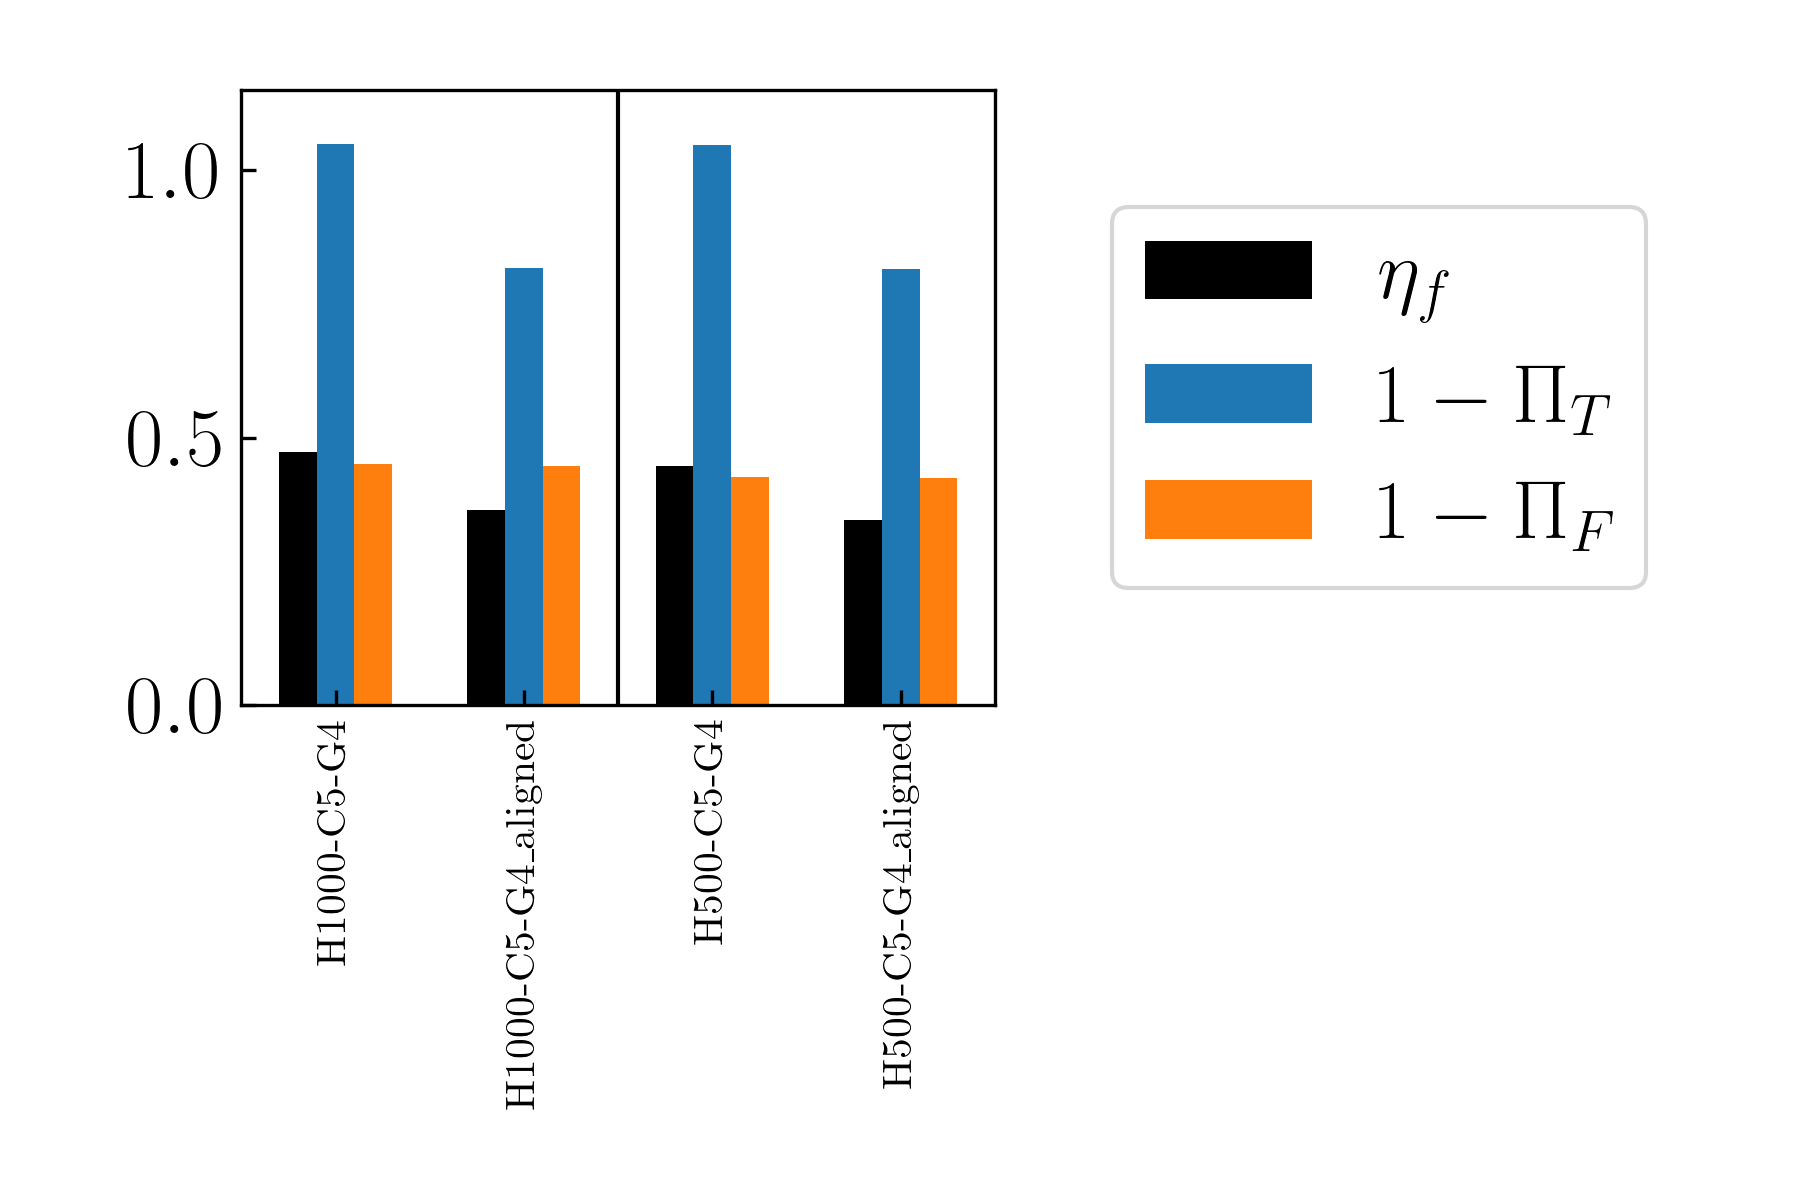 1.0
0.5
0.0
H1000-C5-G4
H1000-C5-G4_aligned
H500-C5-G4
H500-C5-G4_aligned
η_f
1 − Π_T
1 − Π_F